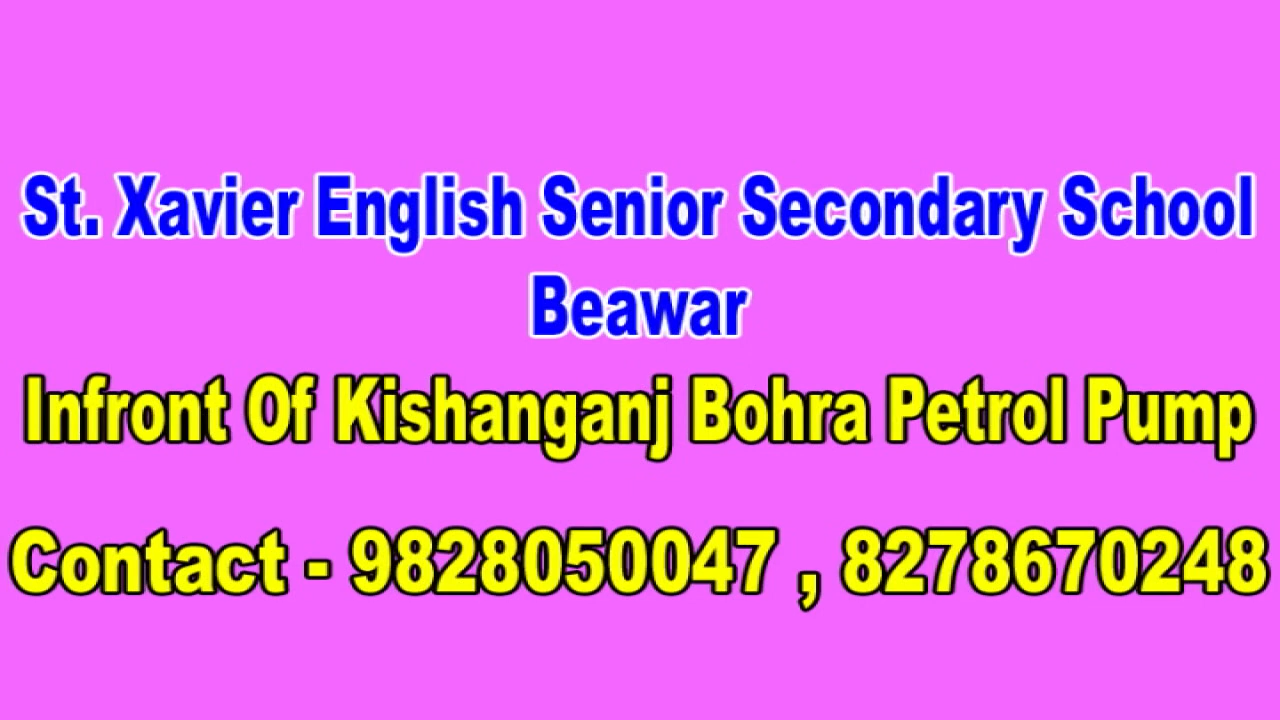 St. Xavier English Senior Secondary School
Beawar
Infront Of Kishanganj Bohra Petrol Pump
Contact - 9828050047 , 8278670248